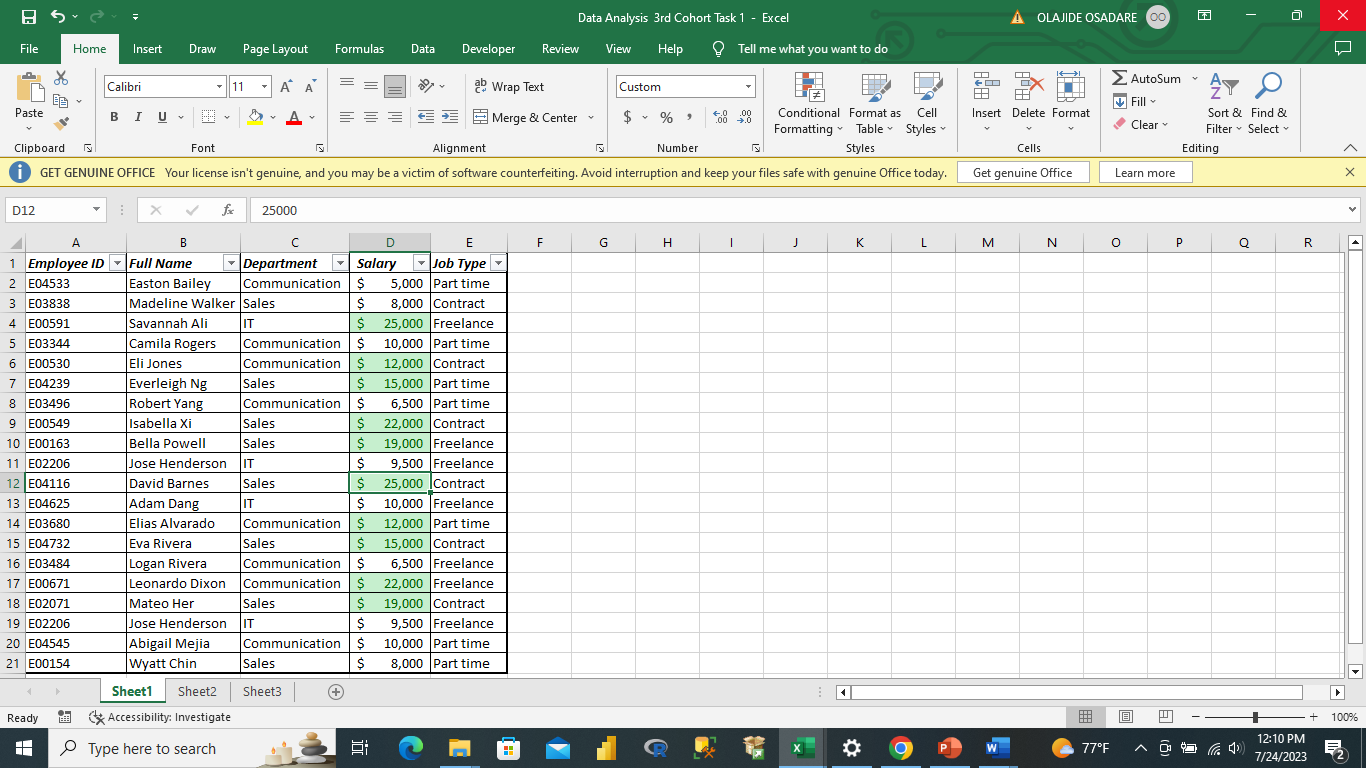 Data Analysis 3rd Cohort Task 1 - Excel
OLAJIDE OSADARE OO
File Home Insert Draw Page Layout Formulas Data Developer Review View Help Tell me what you want to do
Paste
Clipboard
Calibri 11
B I U A
Font
ab Wrap Text
Merge & Center
Alignment
Custom
$ % ,
Number
Conditional Formatting
Format as Table
Cell Styles
Styles
Insert Delete Format
Cells
AutoSum
Fill
Clear
Sort & Filter
Find & Select
Editing
GET GENUINE OFFICE Your license isn't genuine, and you may be a victim of software counterfeiting. Avoid interruption and keep your files safe with genuine Office today. Get genuine Office Learn more
D12 fx 25000
A B C D E F G H I J K L M N O P Q R
1 Employee ID Full Name Department Salary Job Type
2 E04533 Easton Bailey Communication $ 5,000 Part time
3 E03838 Madeline Walker Sales $ 8,000 Contract
4 E00591 Savannah Ali IT $ 25,000 Freelance
5 E03344 Camila Rogers Communication $ 10,000 Part time
6 E00530 Eli Jones Communication $ 12,000 Contract
7 E04239 Everleigh Ng Sales $ 15,000 Part time
8 E03496 Robert Yang Communication $ 6,500 Part time
9 E00549 Isabella Xi Sales $ 22,000 Contract
10 E00163 Bella Powell Sales $ 19,000 Freelance
11 E02206 Jose Henderson IT $ 9,500 Freelance
12 E04116 David Barnes Sales $ 25,000 Contract
13 E04625 Adam Dang IT $ 10,000 Freelance
14 E03680 Elias Alvarado Communication $ 12,000 Part time
15 E04732 Eva Rivera Sales $ 15,000 Contract
16 E03484 Logan Rivera Communication $ 6,500 Freelance
17 E00671 Leonardo Dixon Communication $ 22,000 Freelance
18 E02071 Mateo Her Sales $ 19,000 Contract
19 E02206 Jose Henderson IT $ 9,500 Freelance
20 E04545 Abigail Mejia Communication $ 10,000 Part time
21 E00154 Wyatt Chin Sales $ 8,000 Part time
Sheet1 Sheet2 Sheet3
Ready Accessibility: Investigate 100%
Type here to search
77°F
12:10 PM
7/24/2023
2